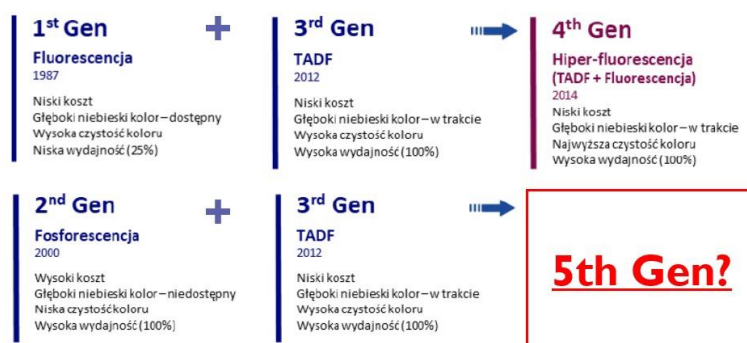 1st Gen
Fluorescencja
1987
Niski koszt
Głęboki niebieski kolor – dostępny
Wysoka czystość koloru
Niska wydajność (25%)
+
3rd Gen
TADF
2012
Niski koszt
Głęboki niebieski kolor – w trakcie
Wysoka czystość koloru
Wysoka wydajność (100%)
4th Gen
Hiper-fluorescencja
(TADF + Fluorescencja)
2014
Niski koszt
Głęboki niebieski kolor – w trakcie
Najwyższa czystość koloru
Wysoka wydajność (100%)
2nd Gen
Fosforescencja
2000
Wysoki koszt
Głęboki niebieski kolor – niedostępny
Niska czystość koloru
Wysoka wydajność (100%)
+
3rd Gen
TADF
2012
Niski koszt
Głęboki niebieski kolor – w trakcie
Wysoka czystość koloru
Wysoka wydajność (100%)
5th Gen?